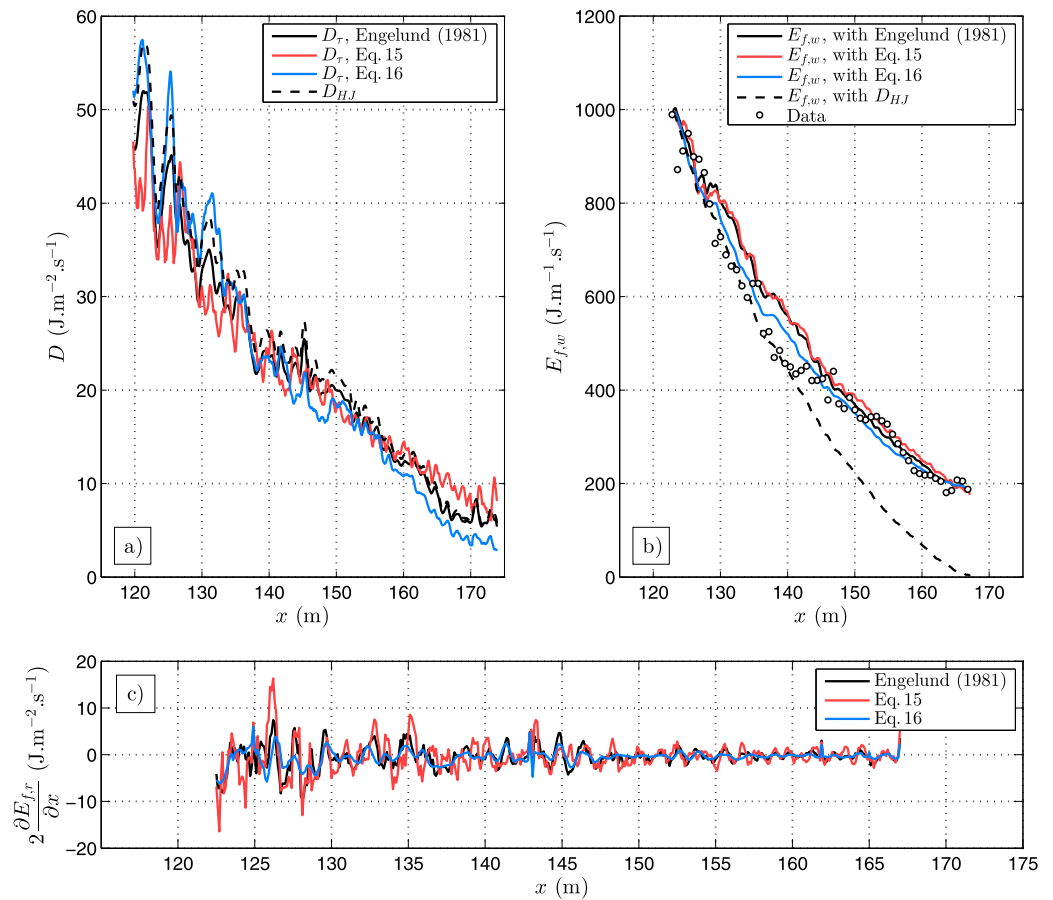 60
50
40
30
20
10
0
D (J.m⁻².s⁻¹)
D_τ, Engelund (1981)
D_τ, Eq. 15
D_τ, Eq. 16
D_HJ
a)
120 130 140 150 160 170
x (m)
1200
1000
800
600
400
200
0
E_f,w (J.m⁻¹.s⁻¹)
E_f,w, with Engelund (1981)
E_f,w, with Eq. 15
E_f,w, with Eq. 16
E_f,w, with D_HJ
Data
b)
120 130 140 150 160 170
x (m)
20
10
0
−10
−20
2 ∂E_f,r/∂x (J.m⁻².s⁻¹)
c)
Engelund (1981)
Eq. 15
Eq. 16
120 125 130 135 140 145 150 155 160 165 170 175
x (m)